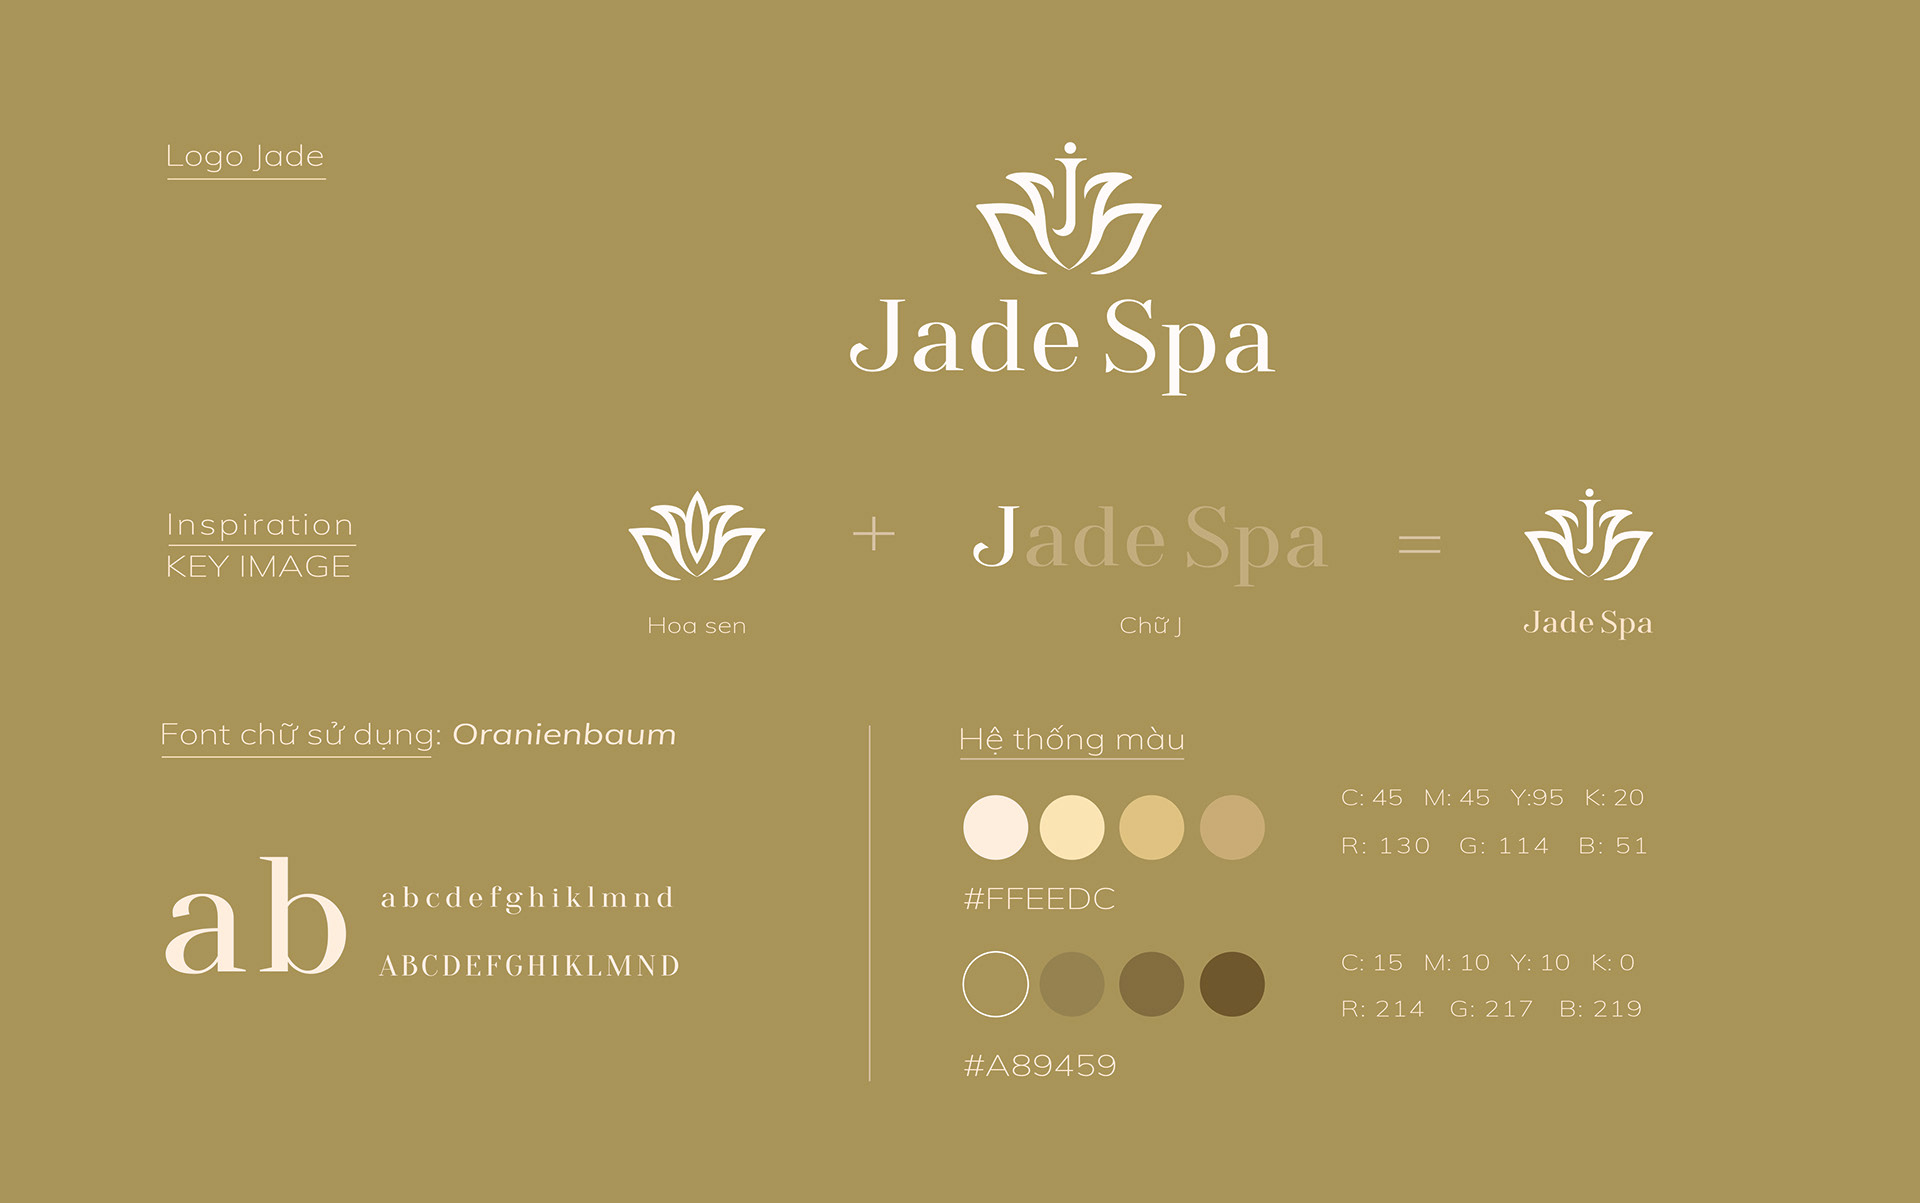 Logo Jade
Jade Spa
Inspiration
KEY IMAGE
Hoa sen
+
Jade Spa
Chữ J
=
Jade Spa
Font chữ sử dụng: Oranienbaum
ab
abcdefghiklmnd
ABCDEFGHIKLMND
Hệ thống màu
C: 45 M: 45 Y:95 K: 20
R: 130 G: 114 B: 51
#FFEEDC
C: 15 M: 10 Y: 10 K: 0
R: 214 G: 217 B: 219
#A89459